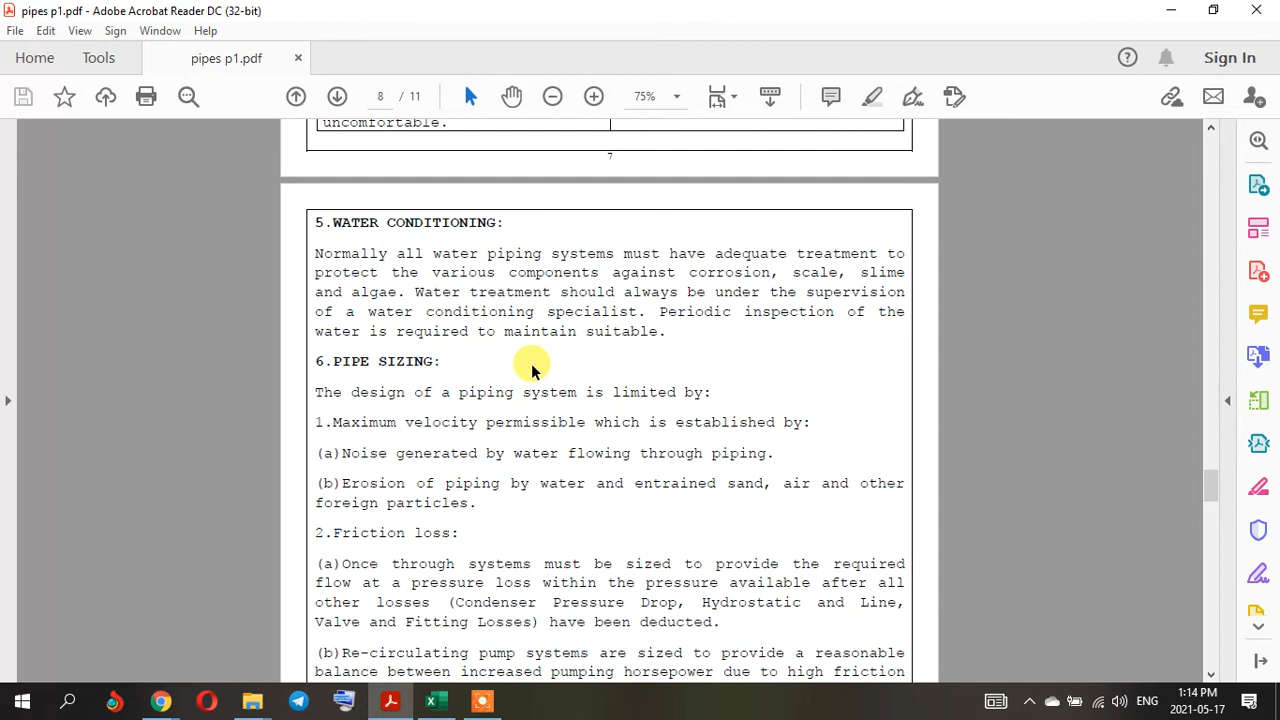 pipes p1.pdf - Adobe Acrobat Reader DC (32-bit)
File Edit View Sign Window Help
Home Tools pipes p1.pdf × Sign In
8 / 11 75%
uncomfortable.
7
5.WATER CONDITIONING:
Normally all water piping systems must have adequate treatment to
protect the various components against corrosion, scale, slime
and algae. Water treatment should always be under the supervision
of a water conditioning specialist. Periodic inspection of the
water is required to maintain suitable.
6.PIPE SIZING:
The design of a piping system is limited by:
1.Maximum velocity permissible which is established by:
(a)Noise generated by water flowing through piping.
(b)Erosion of piping by water and entrained sand, air and other
foreign particles.
2.Friction loss:
(a)Once through systems must be sized to provide the required
flow at a pressure loss within the pressure available after all
other losses (Condenser Pressure Drop, Hydrostatic and Line,
Valve and Fitting Losses) have been deducted.
(b)Re-circulating pump systems are sized to provide a reasonable
balance between increased pumping horsepower due to high friction
ENG
1:14 PM
2021-05-17